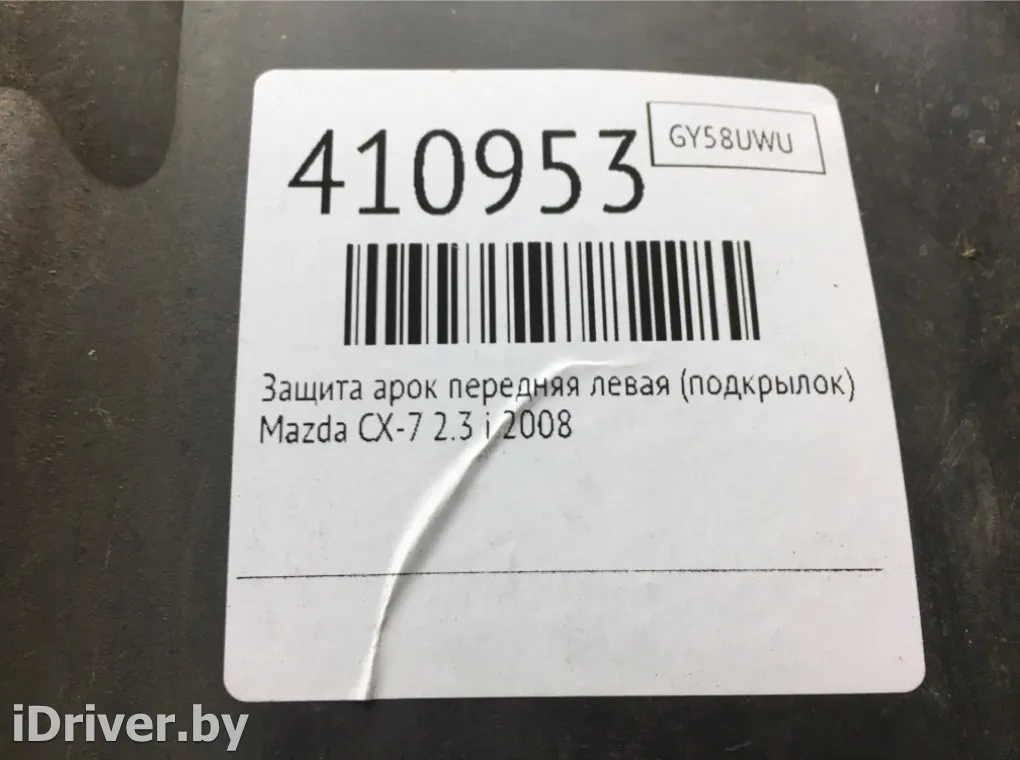 410953
GY58UWU
Защита арок передняя левая (подкрылок)
Mazda CX-7 2.3 i 2008
iDriver.by